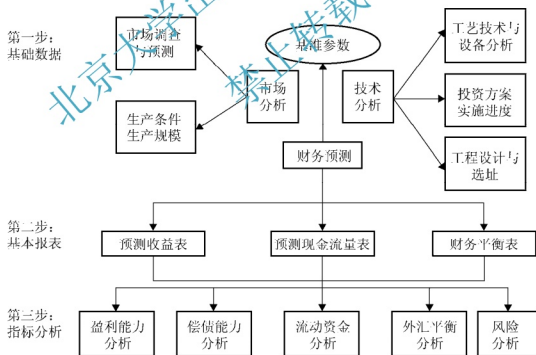 第一步：
基础数据
市场调查
与预测
基准参数
工艺技术与
设备分析
市场
分析
技术
分析
投资方案
实施进度
生产条件
生产规模
财务预测
工程设计与
选址
第二步：
基本报表
预测收益表
预测现金流量表
财务平衡表
第三步：
指标分析
盈利能力
分析
偿债能力
分析
流动资金
分析
外汇平衡
分析
风险
分析
北京大学
禁止转载